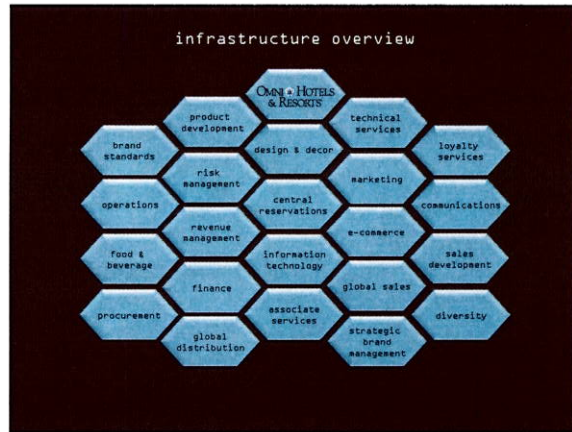 infrastructure overview
OMNI HOTELS
& RESORTS
product
development
technical
services
brand
standards
design & decor
loyalty
services
risk
management
marketing
operations
central
reservations
communications
revenue
management
e-commerce
food &
beverage
information
technology
sales
development
finance
global sales
procurement
associate
services
diversity
global
distribution
strategic
brand
management